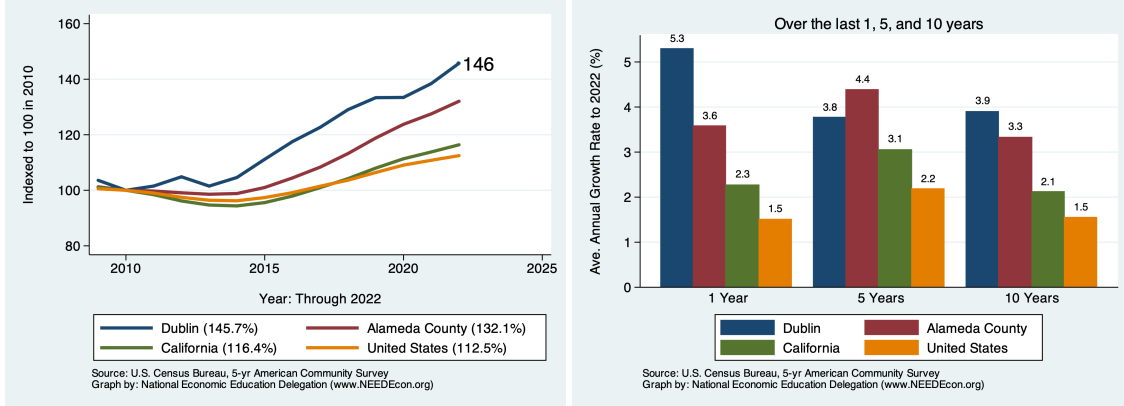 160
140
120
100
80
Indexed to 100 in 2010
146
2010
2015
2020
2025
Year: Through 2022
Dublin (145.7%)
Alameda County (132.1%)
California (116.4%)
United States (112.5%)
Source: U.S. Census Bureau, 5-yr American Community Survey
Graph by: National Economic Education Delegation (www.NEEDEcon.org)
Over the last 1, 5, and 10 years
Ave. Annual Growth Rate to 2022 (%)
5
4
3
2
1
0
5.3
3.6
2.3
1.5
3.8
4.4
3.1
2.2
3.9
3.3
2.1
1.5
1 Year
5 Years
10 Years
Dublin
Alameda County
California
United States
Source: U.S. Census Bureau, 5-yr American Community Survey
Graph by: National Economic Education Delegation (www.NEEDEcon.org)